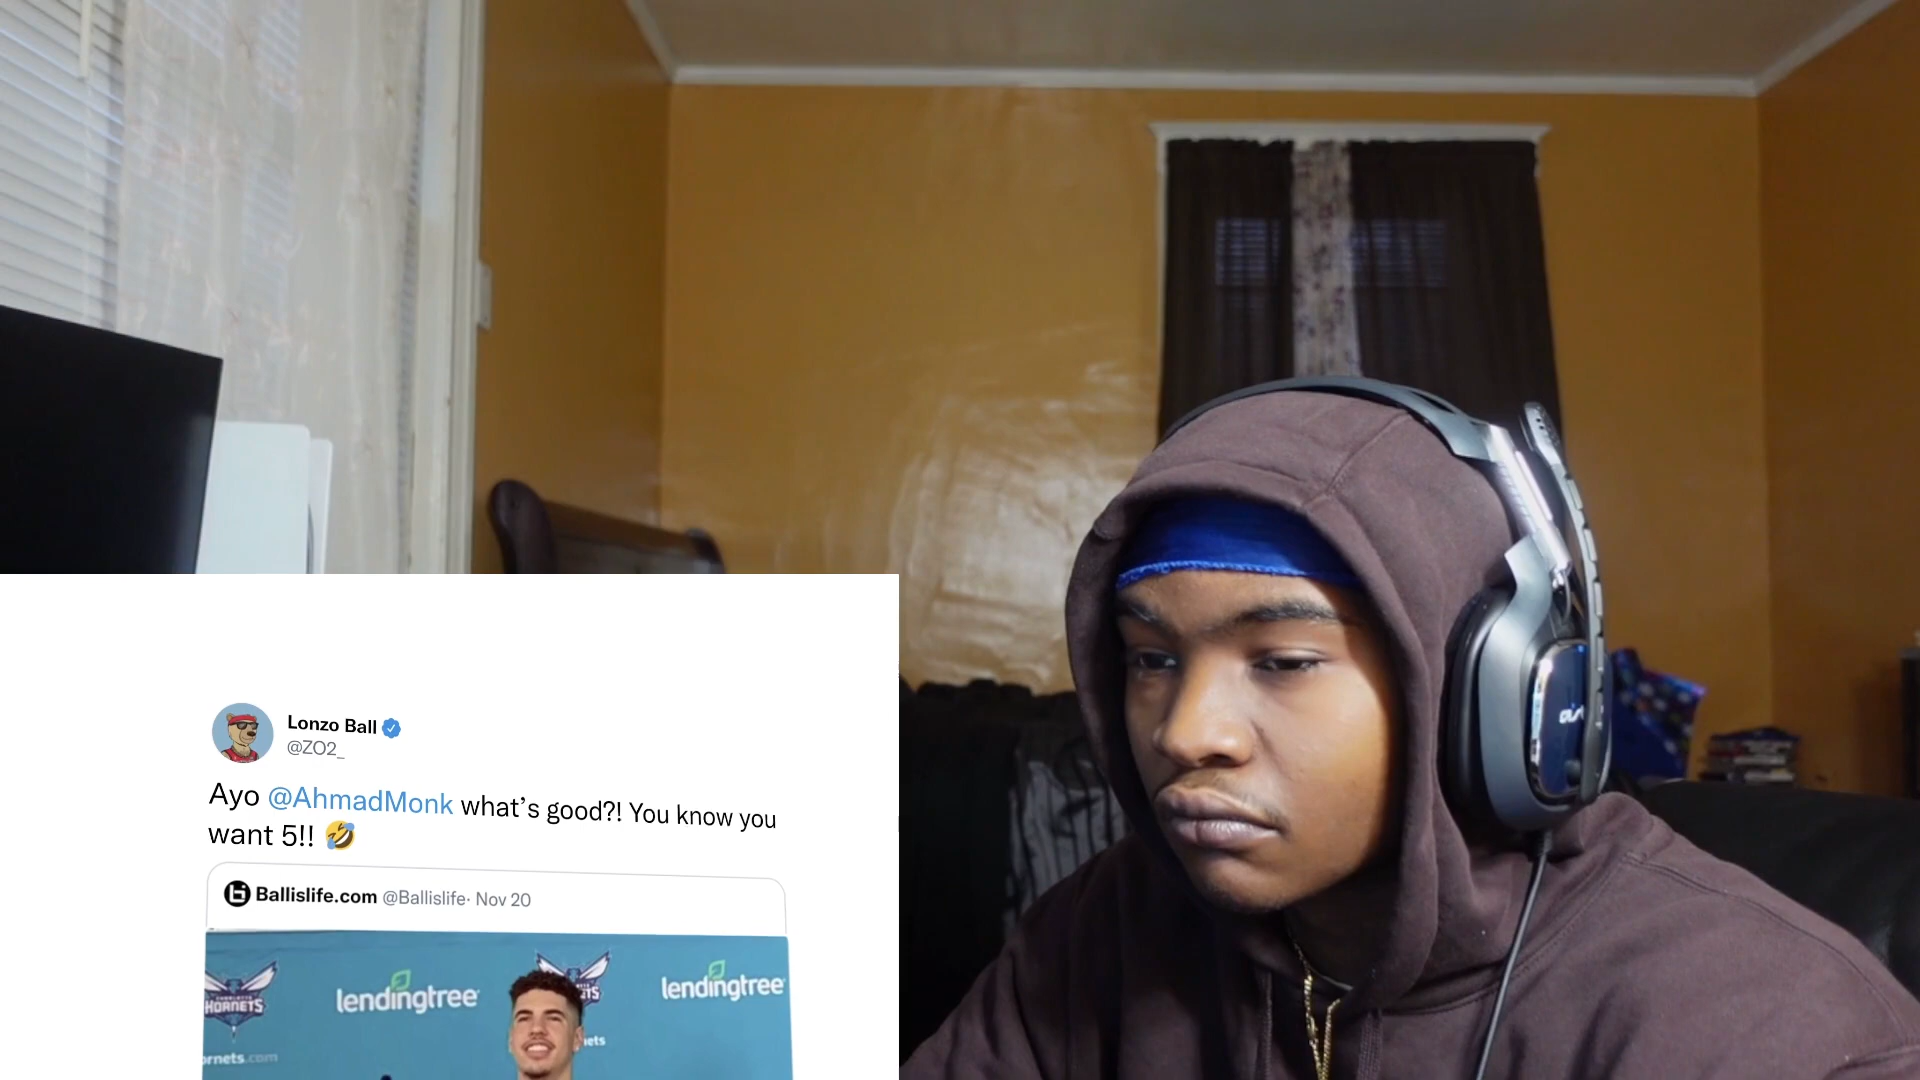 Lonzo Ball
@ZO2_
Ayo @AhmadMonk what's good?! You know you
want 5!! 🤣
Ballislife.com @Ballislife· Nov 20
HORNETS
lendingtree
lendingtree
ornets.com